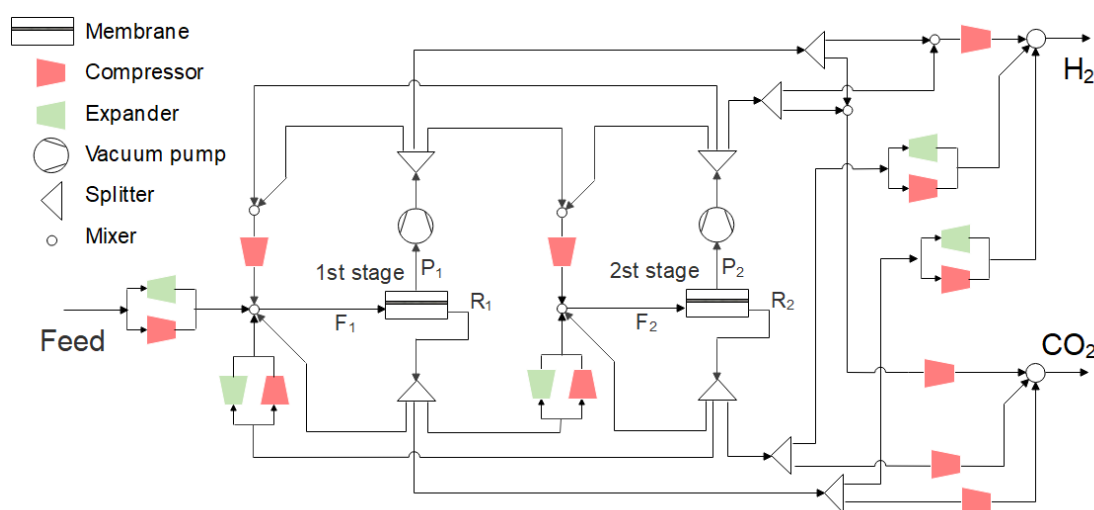 Membrane
Compressor
Expander
Vacuum pump
Splitter
Mixer
Feed
1st stage
P1
R1
F1
2st stage
P2
R2
F2
H2
CO2